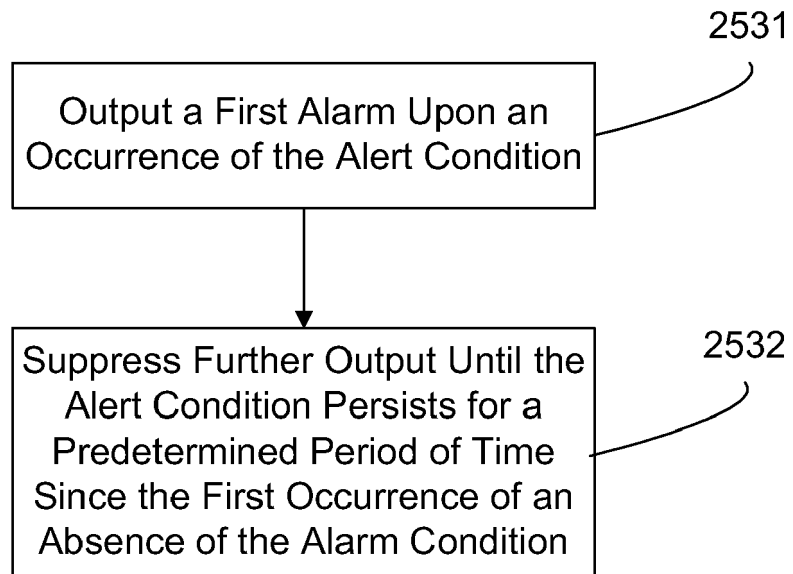 2531
Output a First Alarm Upon an
Occurrence of the Alert Condition
2532
Suppress Further Output Until the
Alert Condition Persists for a
Predetermined Period of Time
Since the First Occurrence of an
Absence of the Alarm Condition